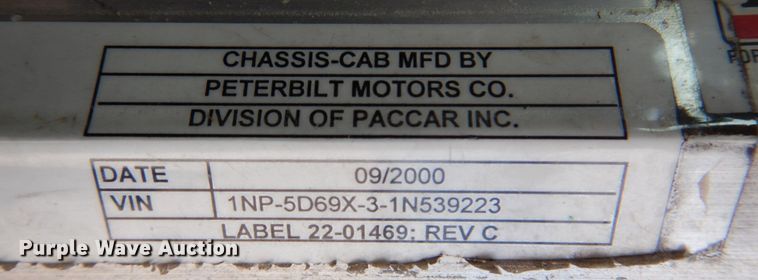 CHASSIS-CAB MFD BY
PETERBILT MOTORS CO.
DIVISION OF PACCAR INC.
DATE 09/2000
VIN 1NP-5D69X-3-1N539223
LABEL 22-01469: REV C
Purple Wave Auction